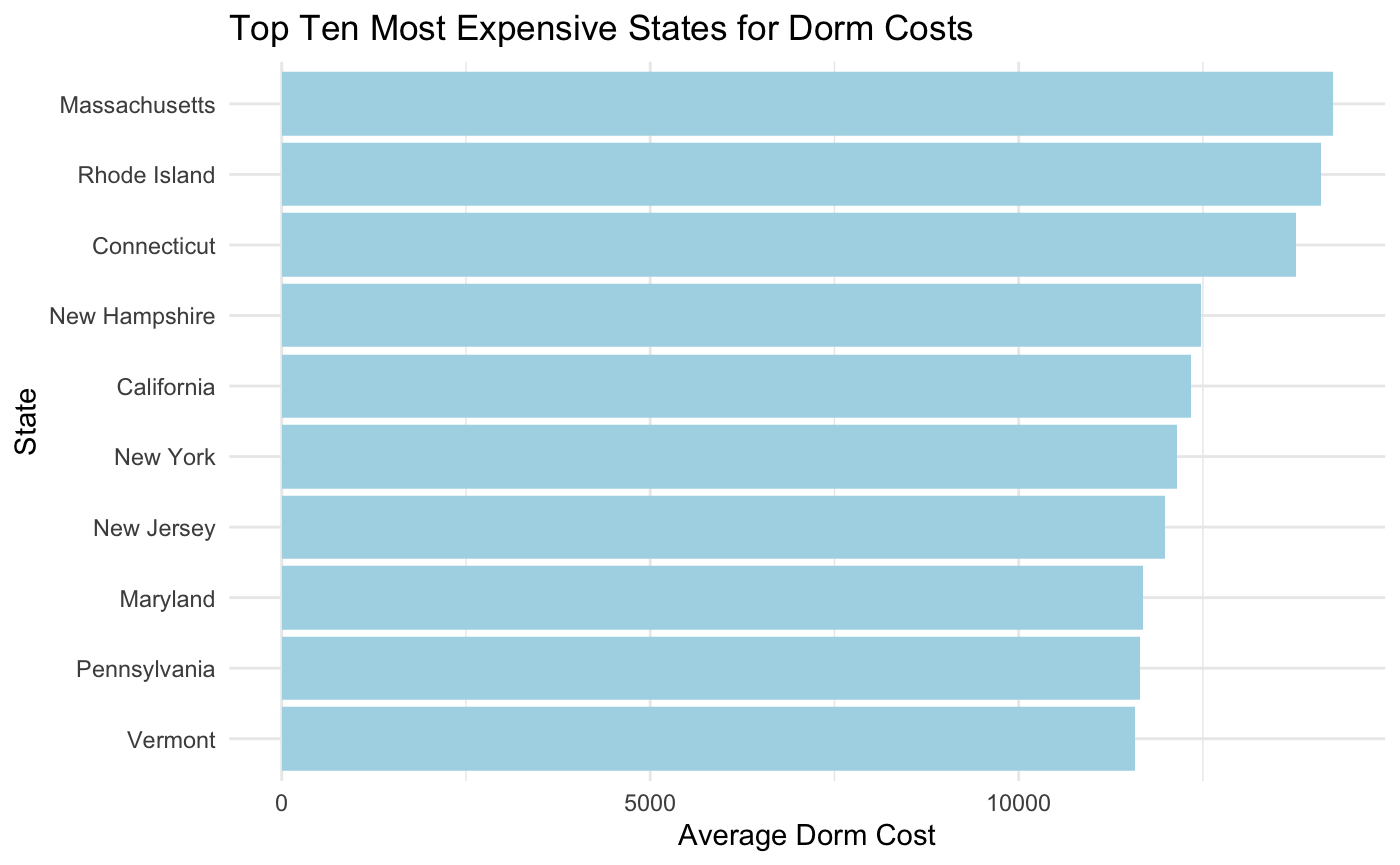 Top Ten Most Expensive States for Dorm Costs
Massachusetts
Rhode Island
Connecticut
New Hampshire
California
New York
New Jersey
Maryland
Pennsylvania
Vermont
State
0 5000 10000
Average Dorm Cost